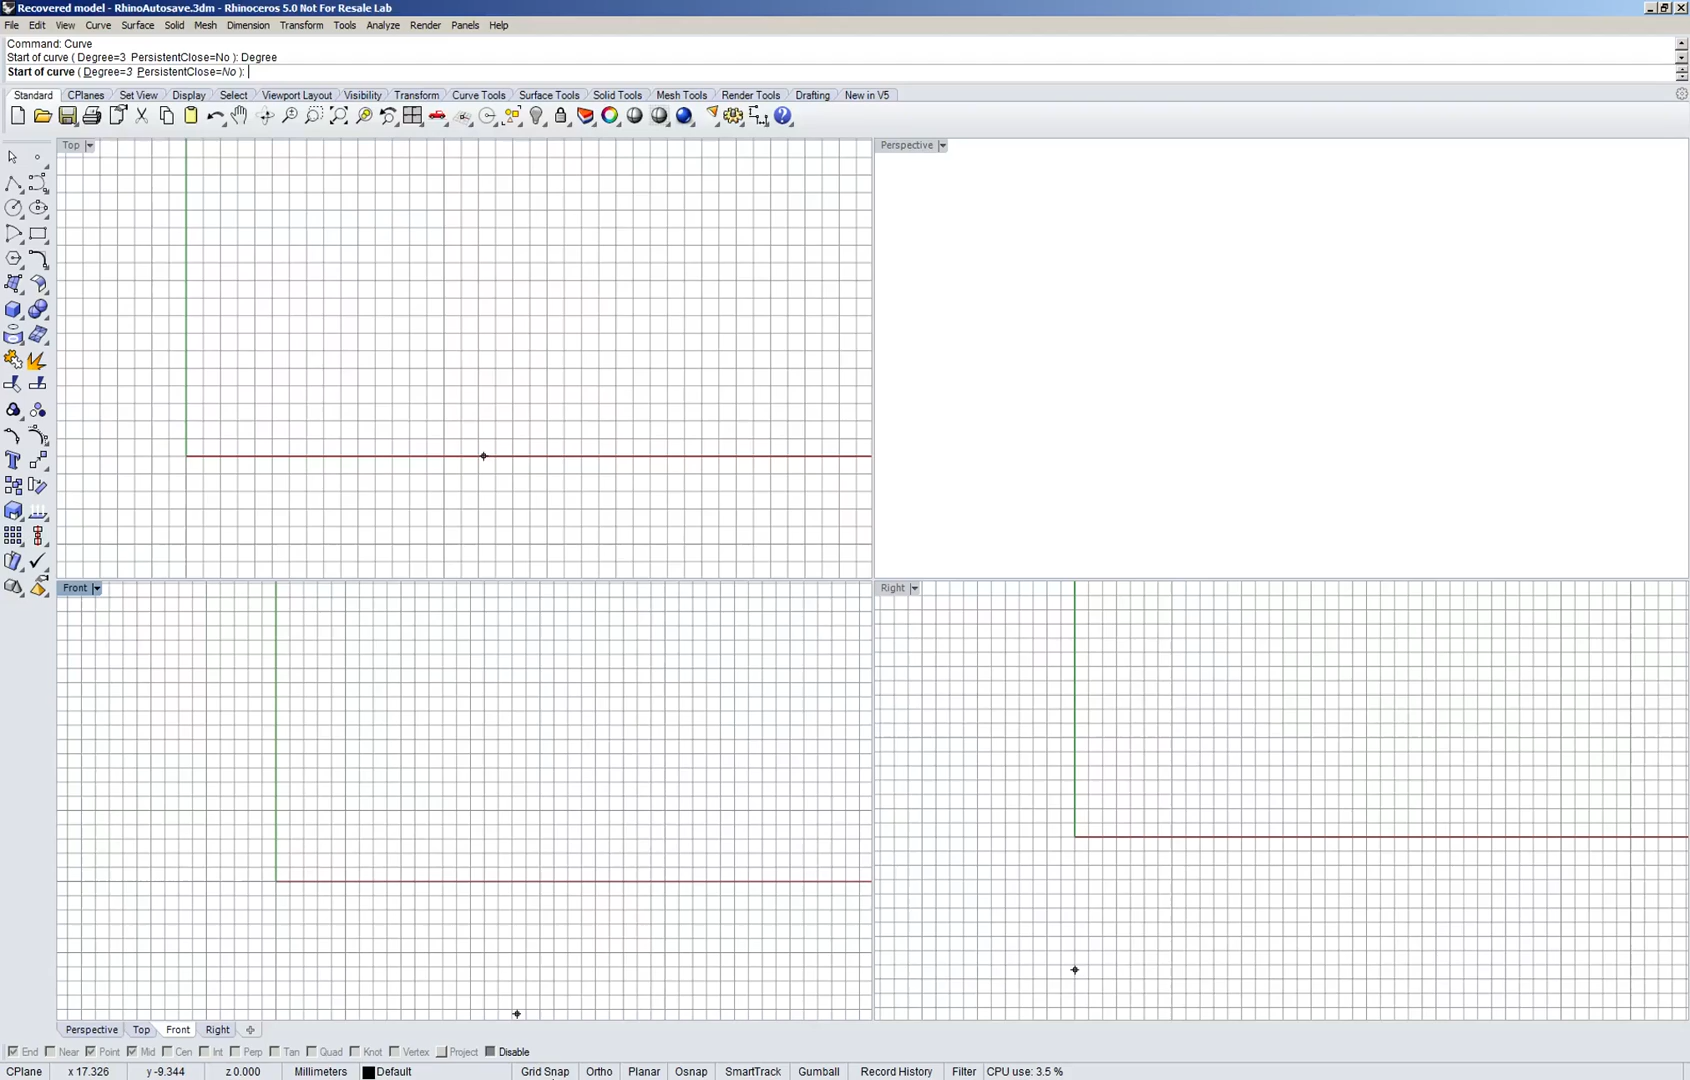 Recovered model - RhinoAutosave.3dm - Rhinoceros 5.0 Not For Resale Lab
File Edit View Curve Surface Solid Mesh Dimension Transform Tools Analyze Render Panels Help
Command: Curve
Start of curve ( Degree=3 PersistentClose=No ): Degree
Start of curve ( Degree=3 PersistentClose=No ):
Standard CPlanes Set View Display Select Viewport Layout Visibility Transform Curve Tools Surface Tools Solid Tools Mesh Tools Render Tools Drafting New in V5
Top
Perspective
Front
Right
Perspective Top Front Right
End Near Point Mid Cen Int Perp Tan Quad Knot Vertex Project Disable
CPlane x 17.326 y -9.344 z 0.000 Millimeters Default Grid Snap Ortho Planar Osnap SmartTrack Gumball Record History Filter CPU use: 3.5 %